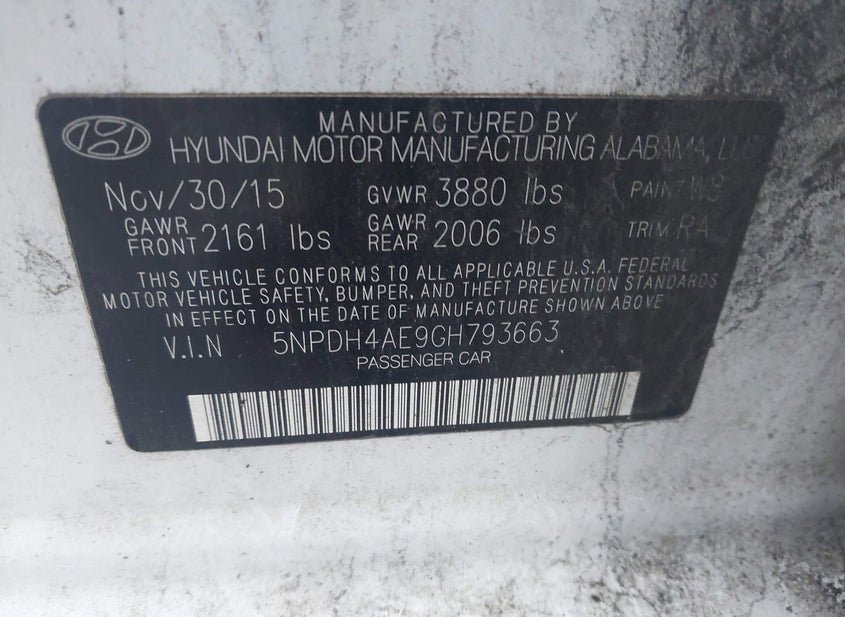 MANUFACTURED BY
HYUNDAI MOTOR MANUFACTURING ALABAMA, LLC
Nov/30/15 GVWR 3880 lbs PAINT W8
GAWR FRONT 2161 lbs GAWR REAR 2006 lbs TRIM RA
THIS VEHICLE CONFORMS TO ALL APPLICABLE U.S.A. FEDERAL
MOTOR VEHICLE SAFETY, BUMPER, AND THEFT PREVENTION STANDARDS
IN EFFECT ON THE DATE OF MANUFACTURE SHOWN ABOVE
V.I.N 5NPDH4AE9GH793663
PASSENGER CAR